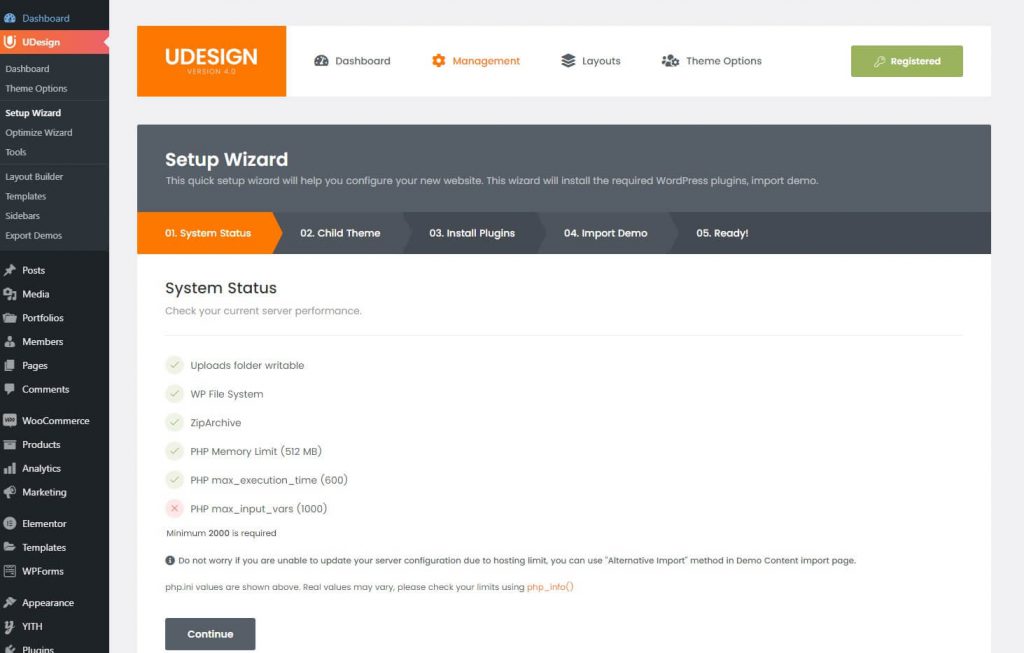 Dashboard
UDesign
Dashboard
Theme Options
Setup Wizard
Optimize Wizard
Tools
Layout Builder
Templates
Sidebars
Export Demos
Posts
Media
Portfolios
Members
Pages
Comments
WooCommerce
Products
Analytics
Marketing
Elementor
Templates
WPForms
Appearance
YITH
Plugins
UDESIGN
VERSION 4.0
Dashboard
Management
Layouts
Theme Options
Registered
Setup Wizard
This quick setup wizard will help you configure your new website. This wizard will install the required WordPress plugins, import demo.
01. System Status
02. Child Theme
03. Install Plugins
04. Import Demo
05. Ready!
System Status
Check your current server performance.
Uploads folder writable
WP File System
ZipArchive
PHP Memory Limit (512 MB)
PHP max_execution_time (600)
PHP max_input_vars (1000)
Minimum 2000 is required
Do not worry if you are unable to update your server configuration due to hosting limit, you can use "Alternative Import" method in Demo Content import page.
php.ini values are shown above. Real values may vary, please check your limits using php_info()
Continue